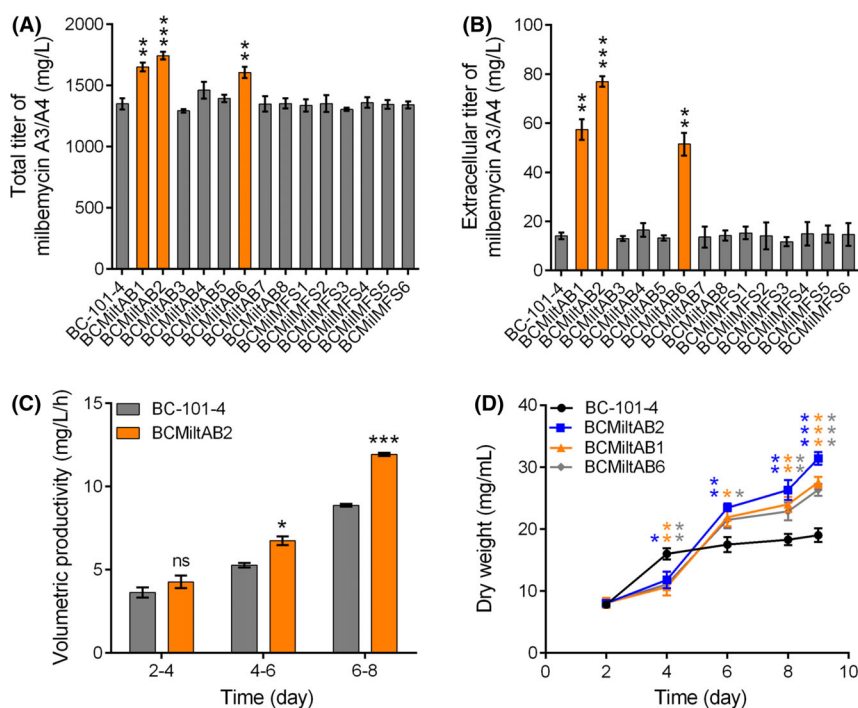 (A)
Total titer of
milbemycin A3/A4 (mg/L)
2000
1500
1000
500
0
**
***
**
BC-101-4
BCMiltAB1
BCMiltAB2
BCMiltAB3
BCMiltAB4
BCMiltAB5
BCMiltAB6
BCMiltAB7
BCMiltAB8
BCMilMFS1
BCMilMFS2
BCMilMFS3
BCMilMFS4
BCMilMFS5
BCMilMFS6
(B)
Extracellular titer of
milbemycin A3/A4 (mg/L)
100
80
60
40
20
0
**
***
**
BC-101-4
BCMiltAB1
BCMiltAB2
BCMiltAB3
BCMiltAB4
BCMiltAB5
BCMiltAB6
BCMiltAB7
BCMiltAB8
BCMilMFS1
BCMilMFS2
BCMilMFS3
BCMilMFS4
BCMilMFS5
BCMilMFS6
(C)
BC-101-4
BCMiltAB2
Volumetric productivity (mg/L/h)
15
10
5
0
ns
*
***
2-4
4-6
6-8
Time (day)
(D)
BC-101-4
BCMiltAB2
BCMiltAB1
BCMiltAB6
Dry weight (mg/mL)
40
30
20
10
0
* ** **
** * *
** ** **
*** *** ***
0
2
4
6
8
10
Time (day)